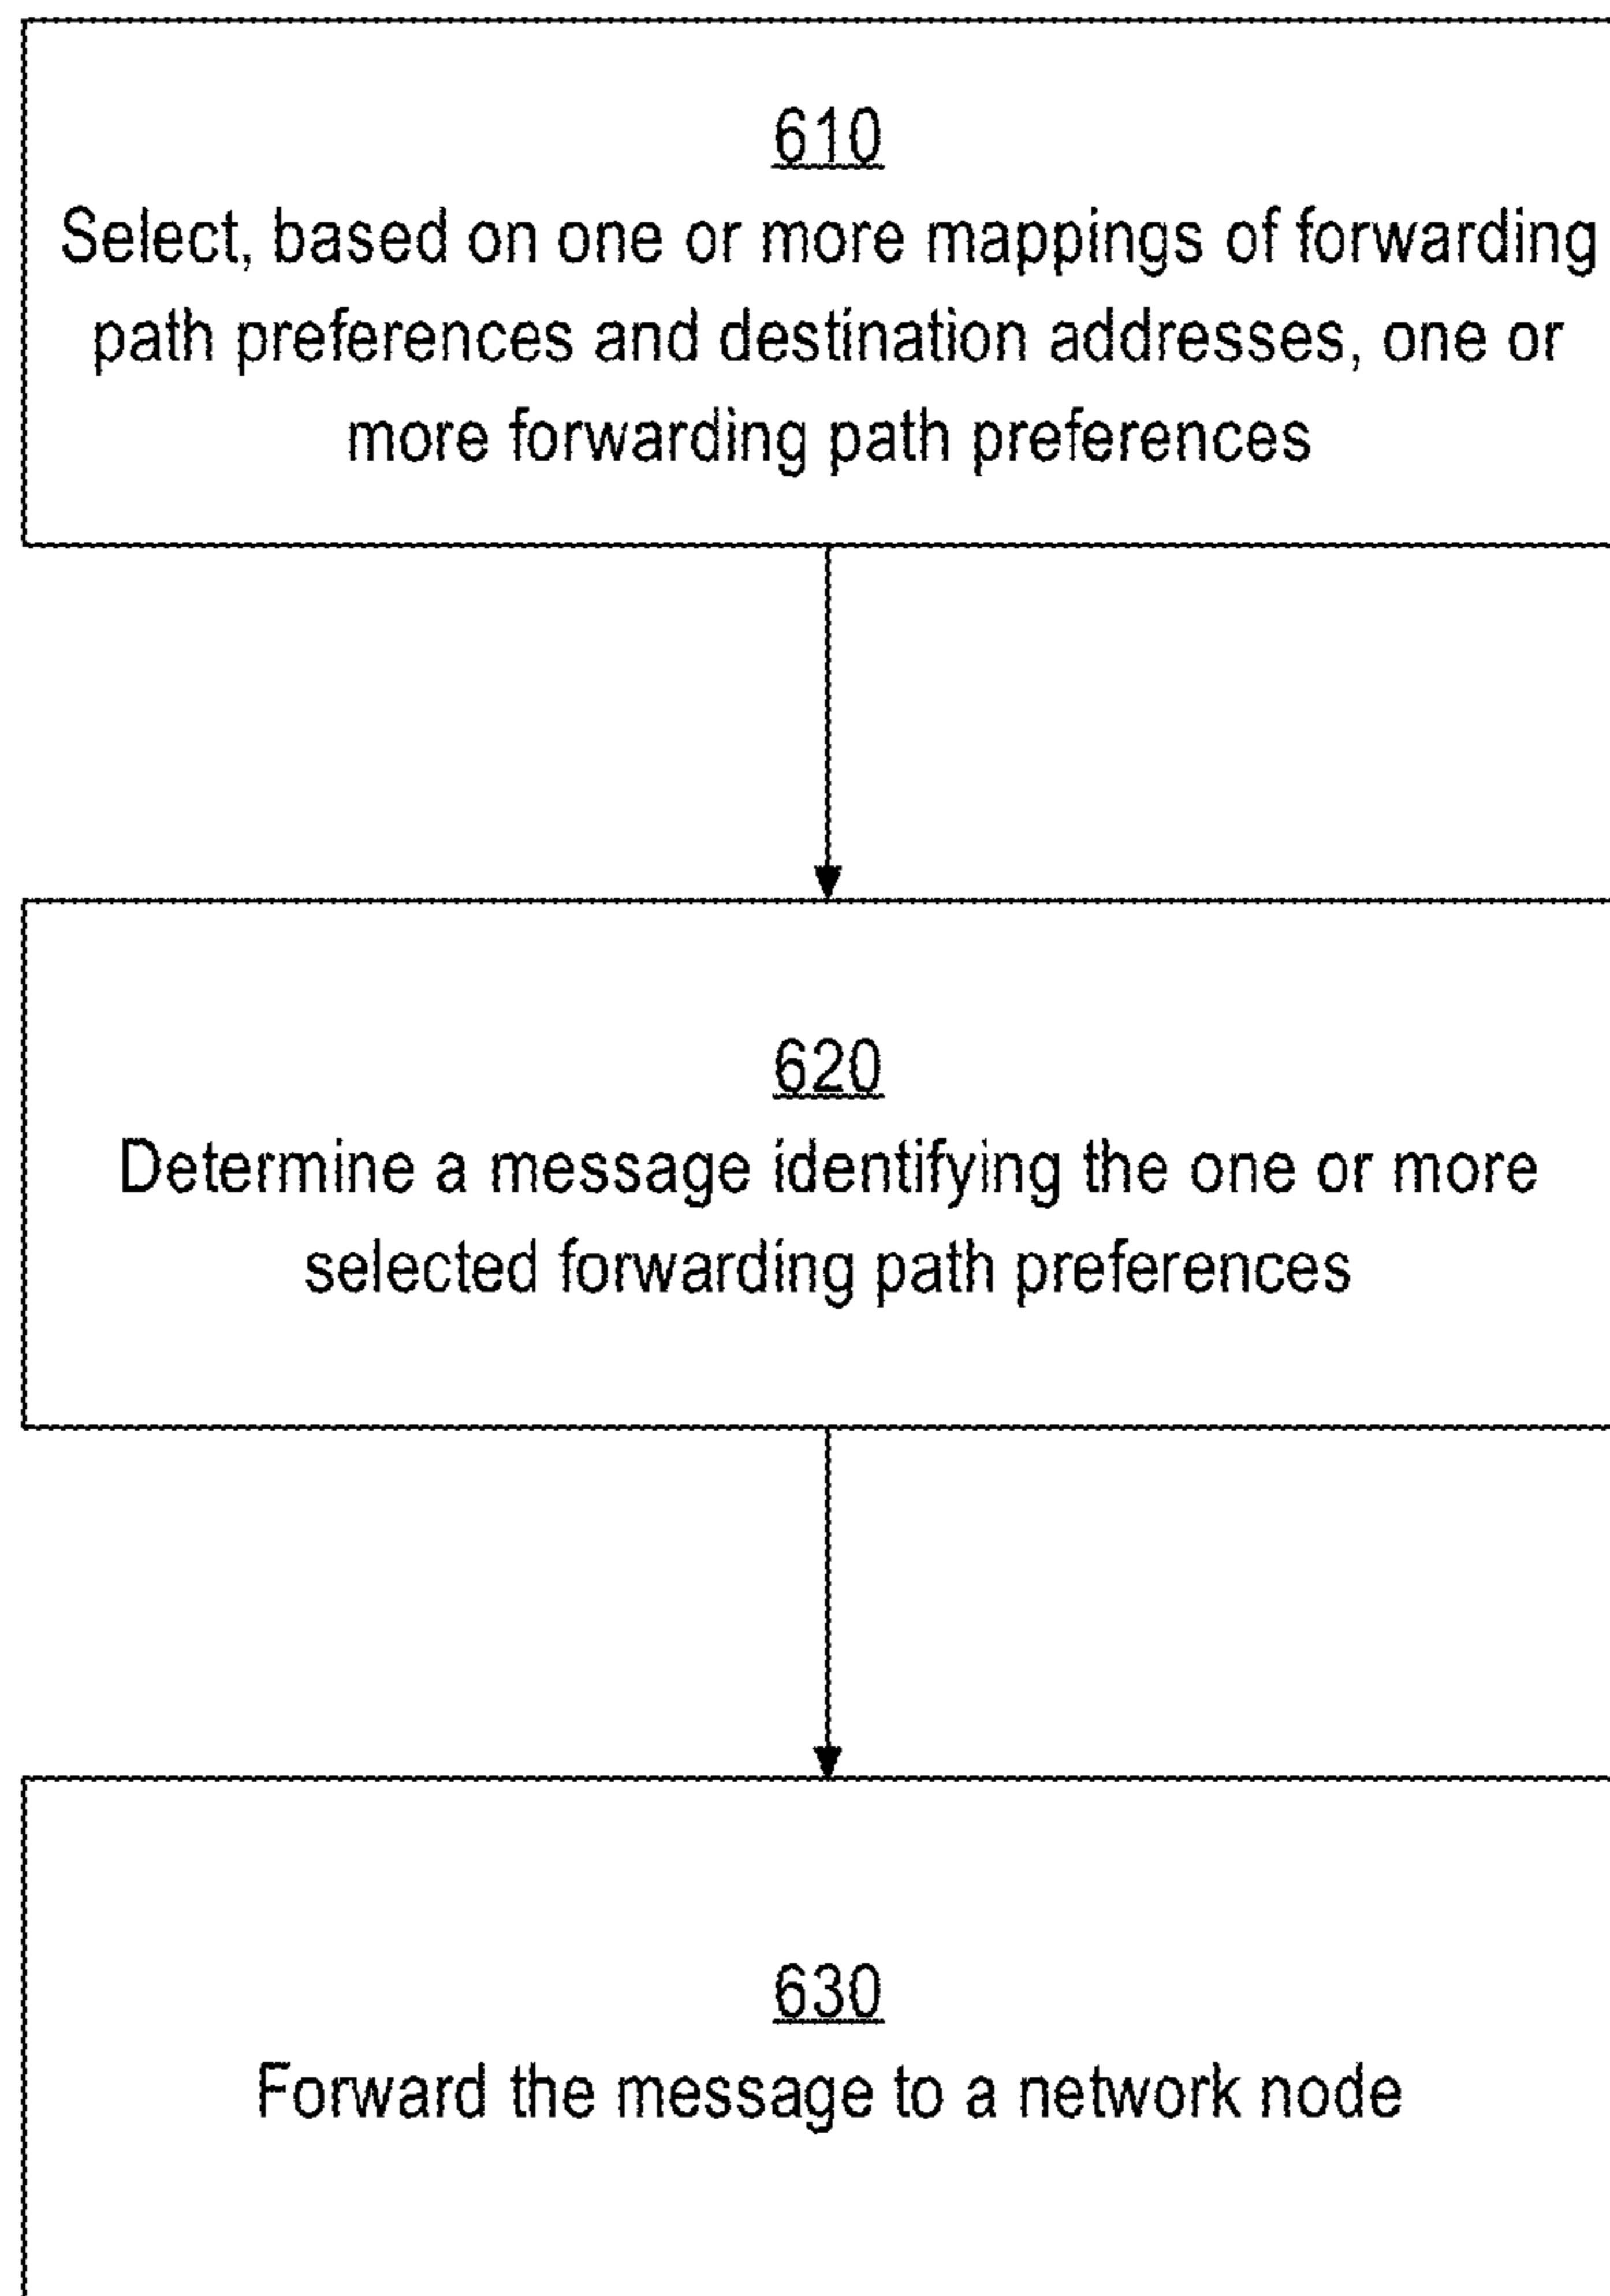 610
Select, based on one or more mappings of forwarding
path preferences and destination addresses, one or
more forwarding path preferences
620
Determine a message identifying the one or more
selected forwarding path preferences
630
Forward the message to a network node